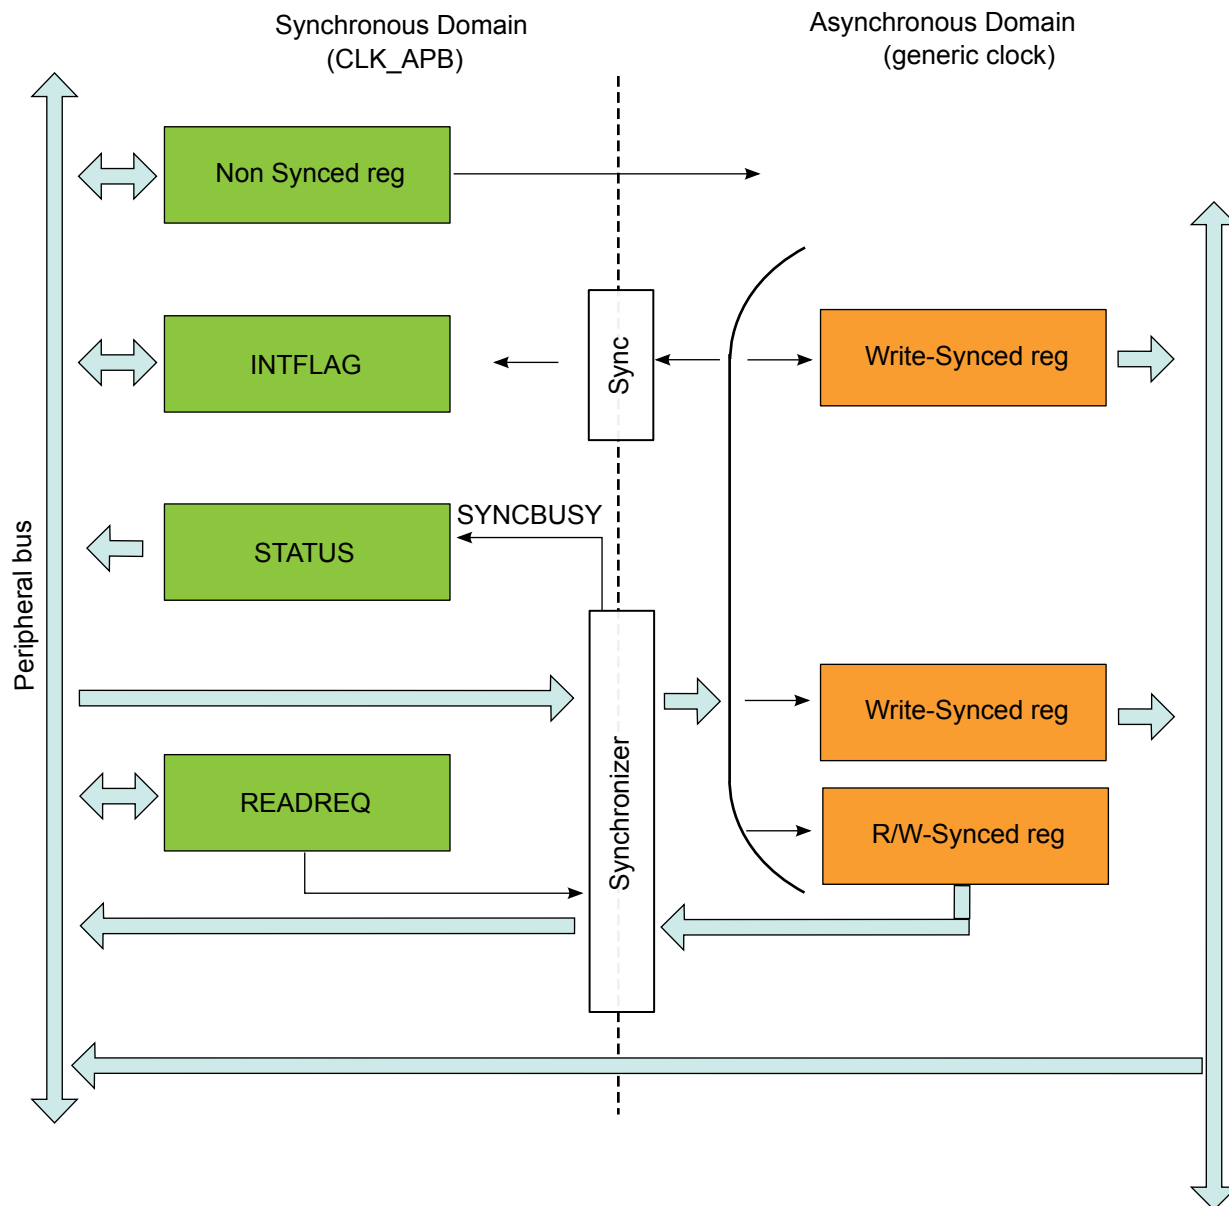 Synchronous Domain
(CLK_APB)
Asynchronous Domain
(generic clock)
Non Synced reg
INTFLAG
Sync
Write-Synced reg
SYNCBUSY
STATUS
Peripheral bus
Write-Synced reg
Synchronizer
READREQ
R/W-Synced reg